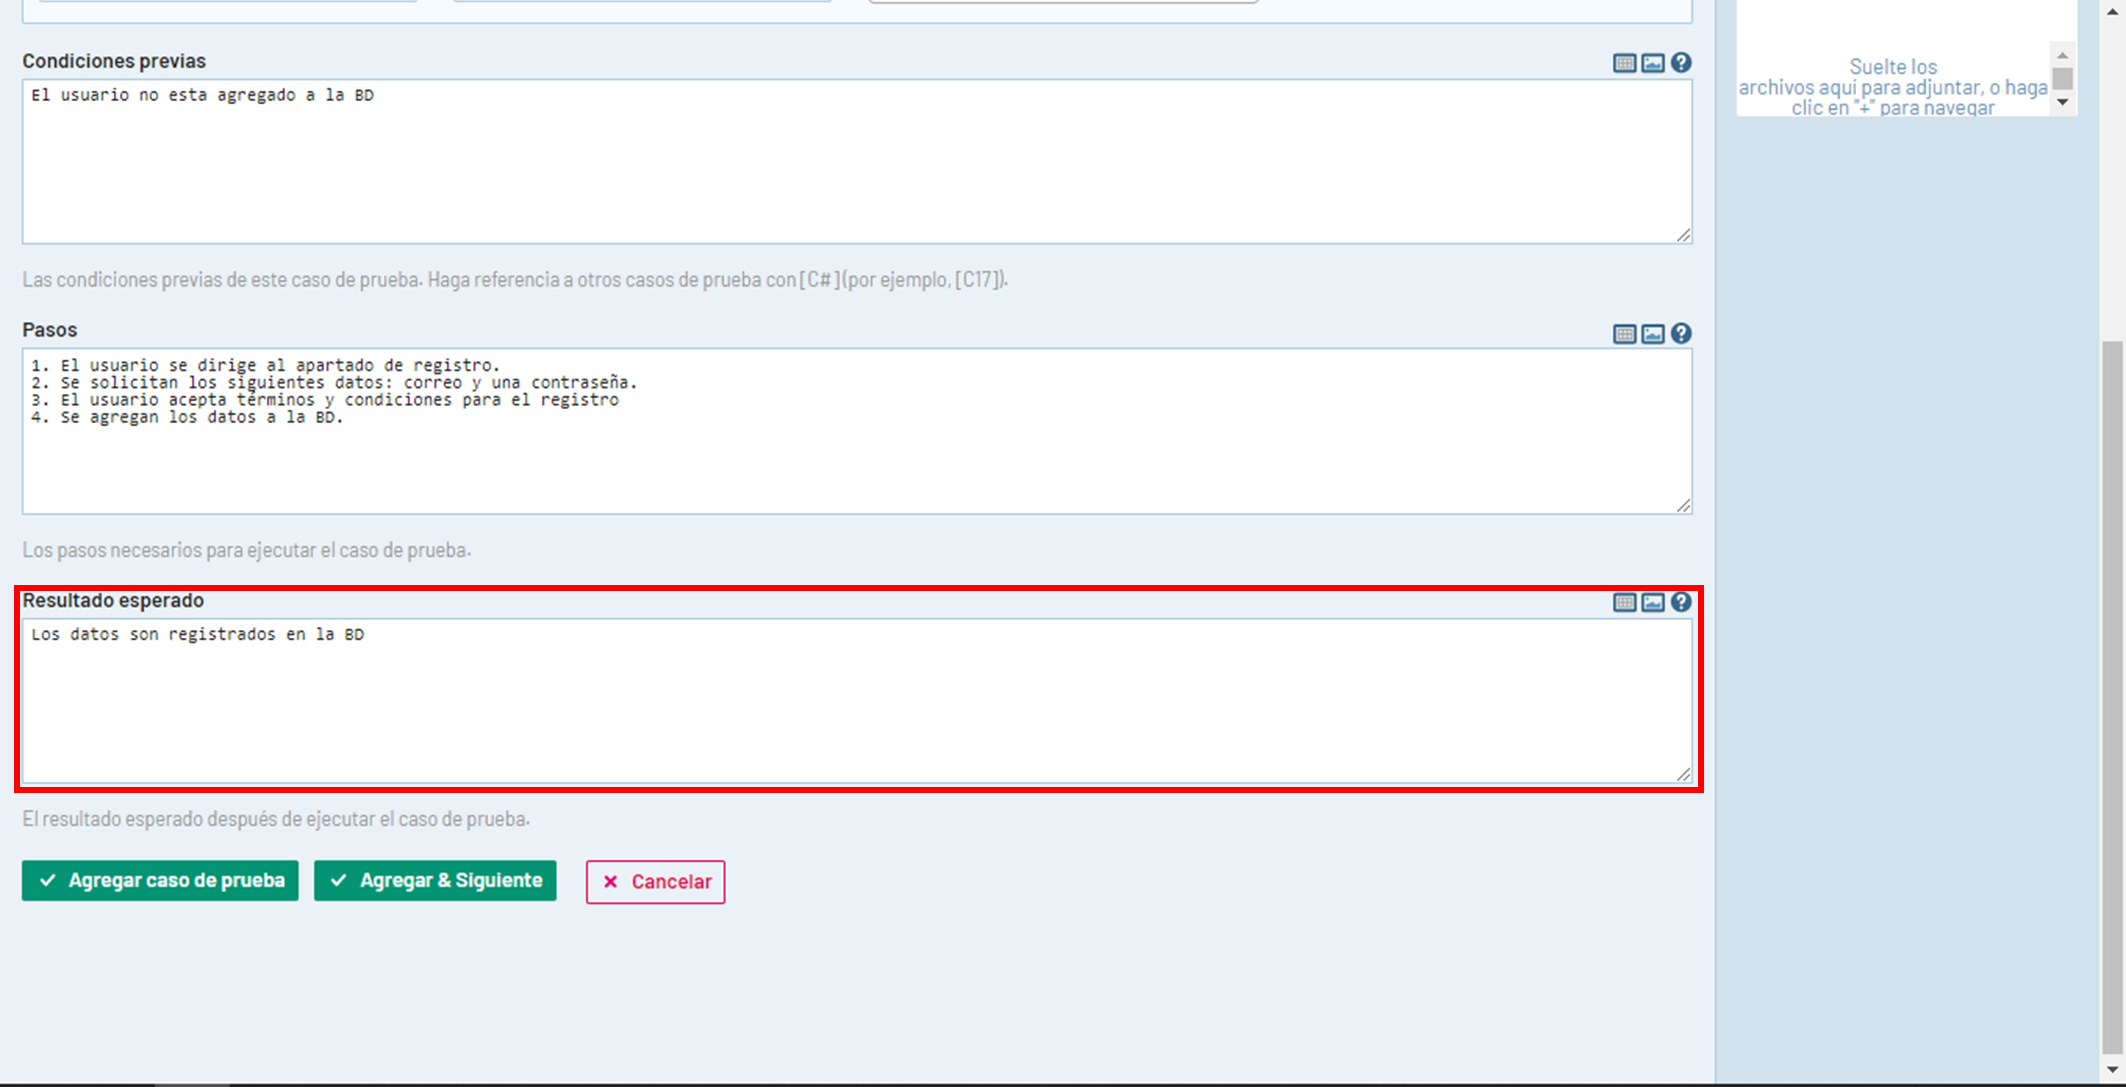 Condiciones previas
El usuario no esta agregado a la BD
Las condiciones previas de este caso de prueba. Haga referencia a otros casos de prueba con [C#](por ejemplo, [C17]).
Pasos
1. El usuario se dirige al apartado de registro.
2. Se solicitan los siguientes datos: correo y una contraseña.
3. El usuario acepta términos y condiciones para el registro
4. Se agregan los datos a la BD.
Los pasos necesarios para ejecutar el caso de prueba.
Resultado esperado
Los datos son registrados en la BD
El resultado esperado después de ejecutar el caso de prueba.
Agregar caso de prueba
Agregar & Siguiente
Cancelar
Suelte los
archivos aquí para adjuntar, o haga
clic en "+" para navegar